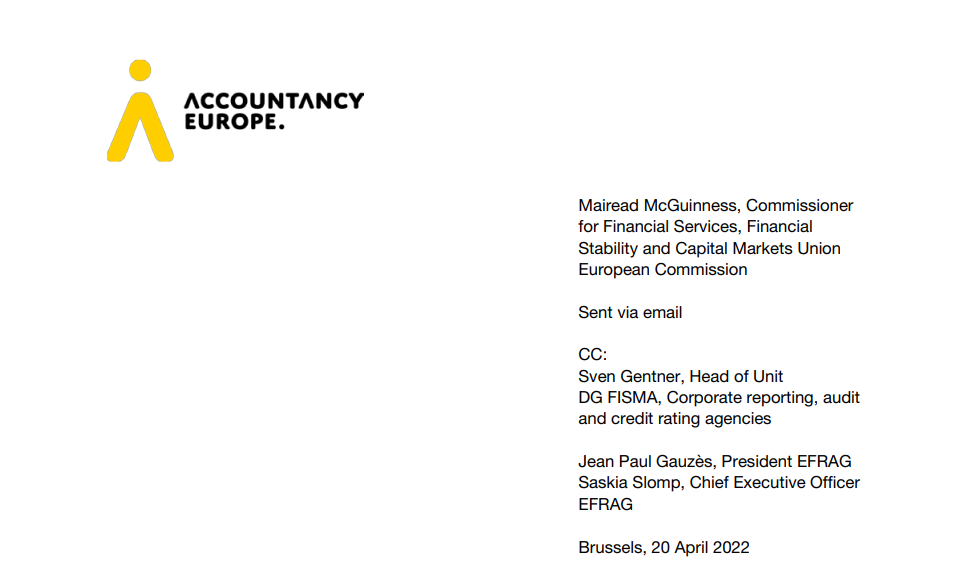 ACCOUNTANCY
EUROPE.
Mairead McGuinness, Commissioner
for Financial Services, Financial
Stability and Capital Markets Union
European Commission
Sent via email
CC:
Sven Gentner, Head of Unit
DG FISMA, Corporate reporting, audit
and credit rating agencies
Jean Paul Gauzès, President EFRAG
Saskia Slomp, Chief Executive Officer
EFRAG
Brussels, 20 April 2022